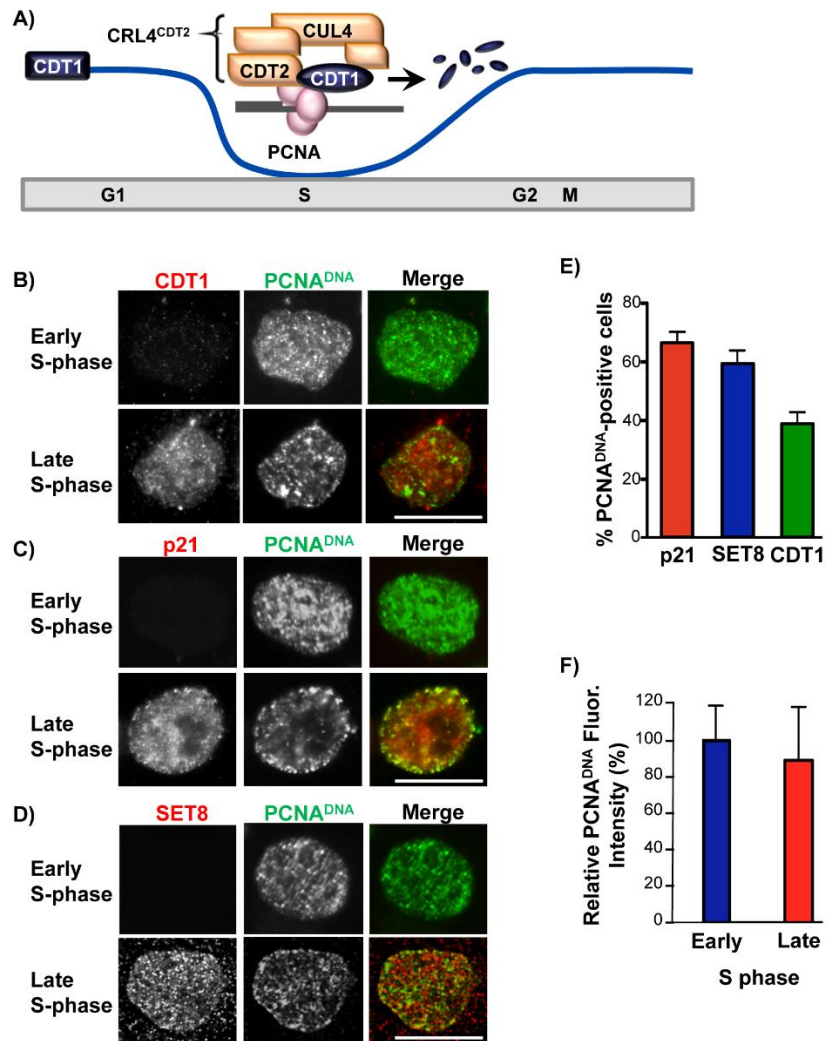 A)
CRL4CDT2
CUL4
CDT1
CDT2
CDT1
PCNA
G1 S G2 M
B)
CDT1 PCNADNA Merge
Early
S-phase
Late
S-phase
C)
p21 PCNADNA Merge
Early
S-phase
Late
S-phase
D)
SET8 PCNADNA Merge
Early
S-phase
Late
S-phase
E)
% PCNADNA-positive cells
80
60
40
20
0
p21 SET8 CDT1
F)
Relative PCNADNA Fluor.
Intensity (%)
120
100
80
60
40
20
0
Early Late
S phase